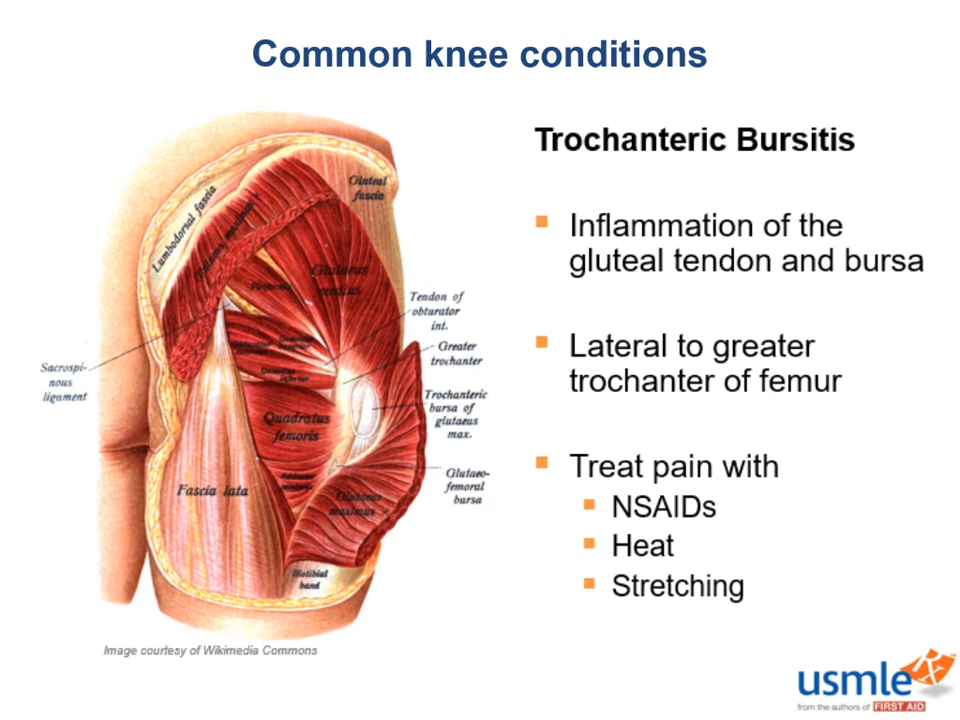 Common knee conditions
Trochanteric Bursitis
Inflammation of the
gluteal tendon and bursa
Lateral to greater
trochanter of femur
Treat pain with
NSAIDs
Heat
Stretching
Lumbodorsal fascia
Gluteal
fascia
Glutaeus
medius
Tendon of
obturator
int.
Greater
trochanter
Sacrospi-
nous
ligament
Trochanteric
bursa of
glutaeus
max.
Quadratus
femoris
Glutaeo-
femoral
bursa
Fascia lata
Glutaeus
maximus
Iliotibial
band
Image courtesy of Wikimedia Commons
usmle Rx
from the authors of FIRST AID